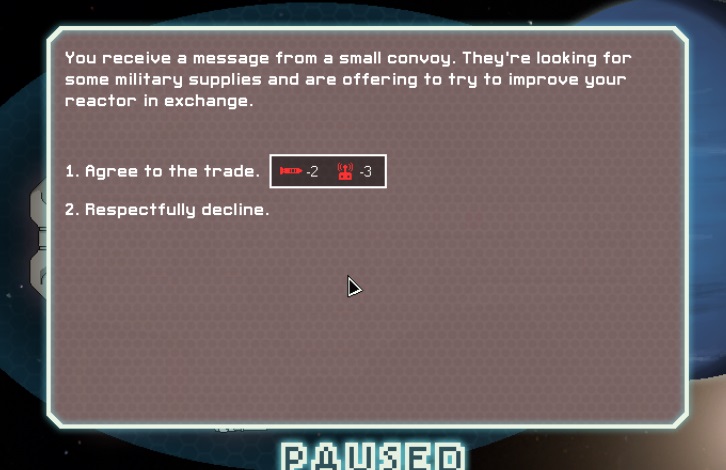 You receive a message from a small convoy. They're looking for
some military supplies and are offering to try to improve your
reactor in exchange.
1. Agree to the trade. -2 -3
2. Respectfully decline.
PAUSED